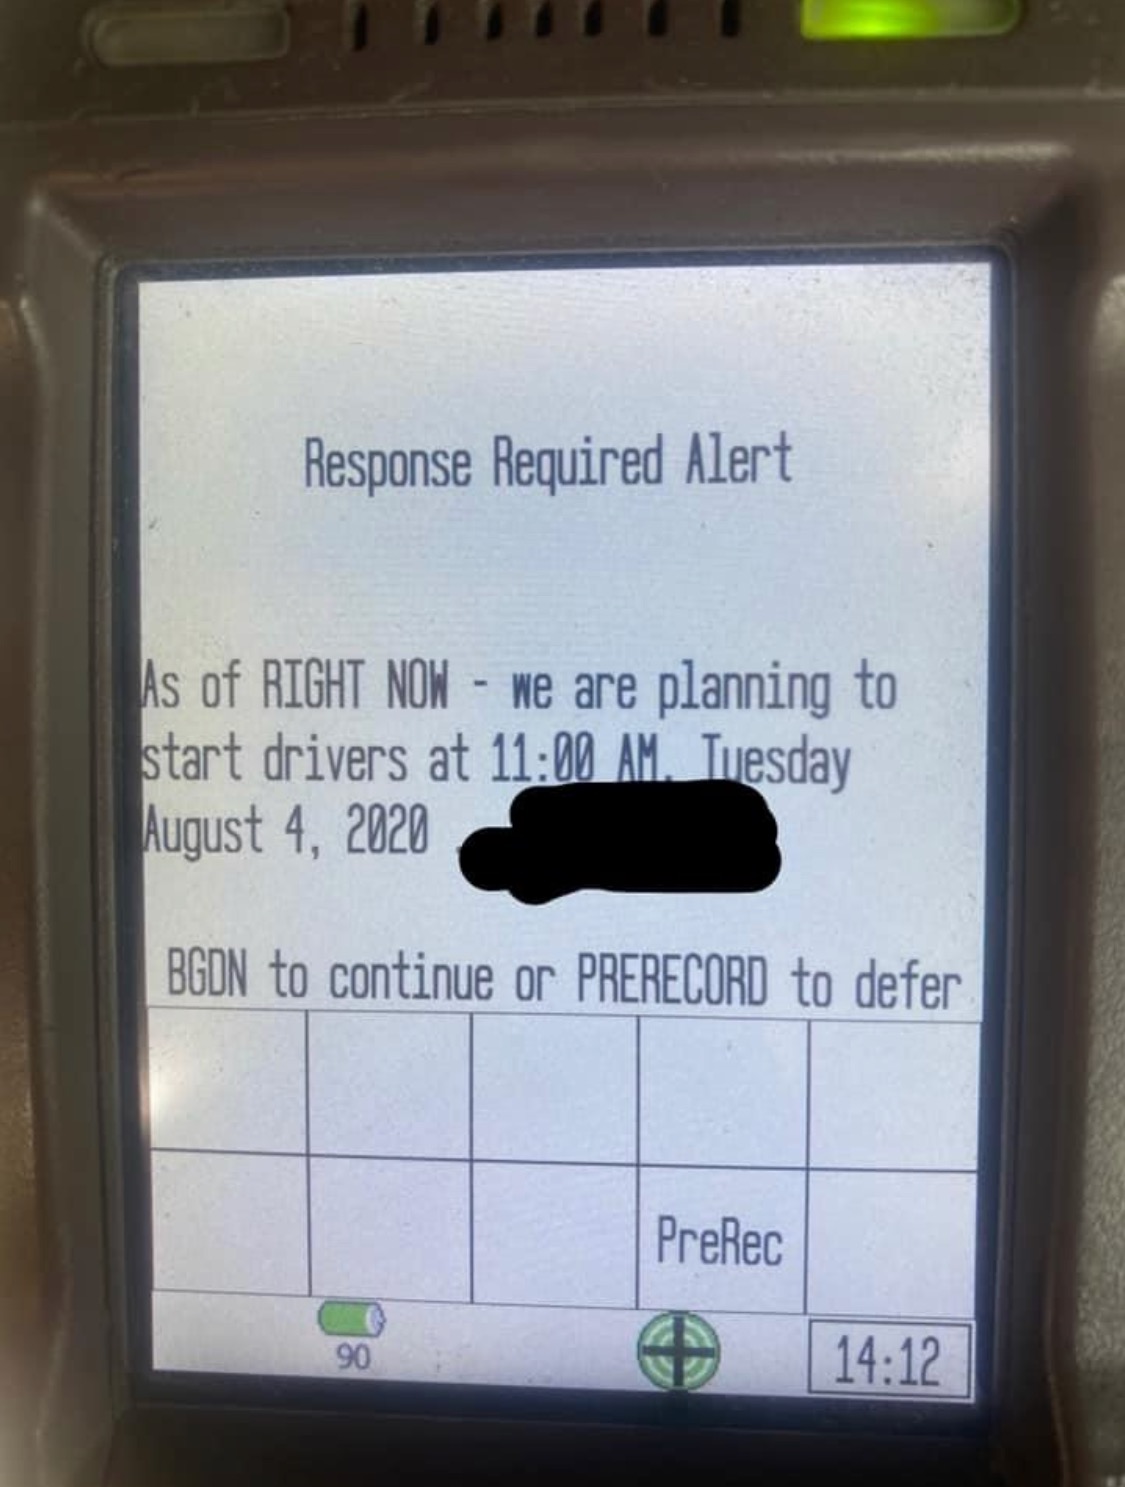 Response Required Alert
As of RIGHT NOW - we are planning to
start drivers at 11:00 AM. Tuesday
August 4, 2020
BGDN to continue or PRERECORD to defer
PreRec
90
14:12